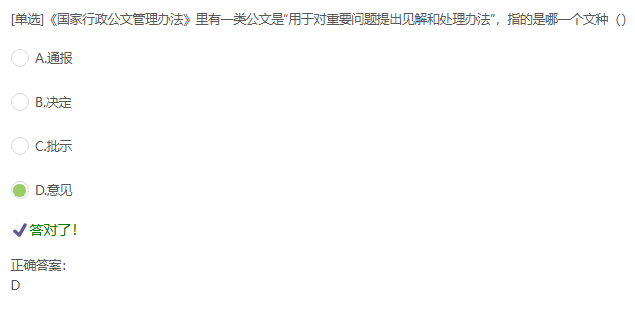 [单选]《国家行政公文管理办法》里有一类公文是"用于对重要问题提出见解和处理办法"，指的是哪一个文种（）
A.通报
B.决定
C.批示
D.意见
答对了！
正确答案：
D